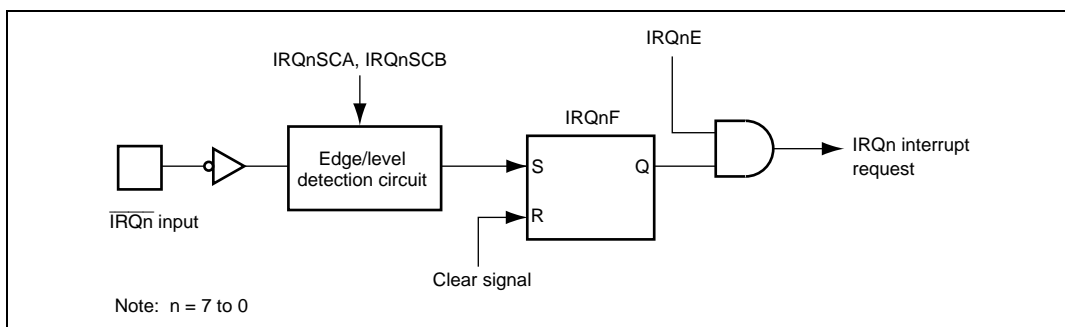 IRQnE
IRQnSCA, IRQnSCB
IRQnF
Edge/level
detection circuit
S
Q
IRQn interrupt
request
R
IRQn input
Clear signal
Note: n = 7 to 0